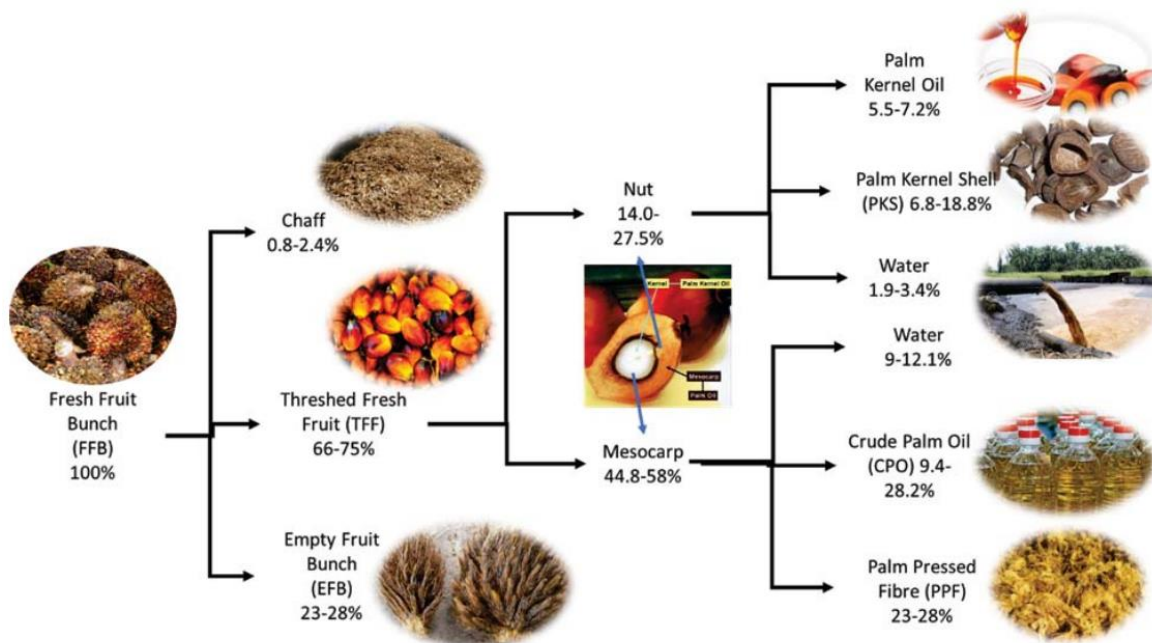 Fresh Fruit
Bunch
(FFB)
100%
Chaff
0.8-2.4%
Threshed Fresh
Fruit (TFF)
66-75%
Empty Fruit
Bunch
(EFB)
23-28%
Nut
14.0-
27.5%
Kernel
Palm Kernel Oil
Mesocarp
Palm Oil
Mesocarp
44.8-58%
Palm
Kernel Oil
5.5-7.2%
Palm Kernel Shell
(PKS) 6.8-18.8%
Water
1.9-3.4%
Water
9-12.1%
Crude Palm Oil
(CPO) 9.4-
28.2%
Palm Pressed
Fibre (PPF)
23-28%